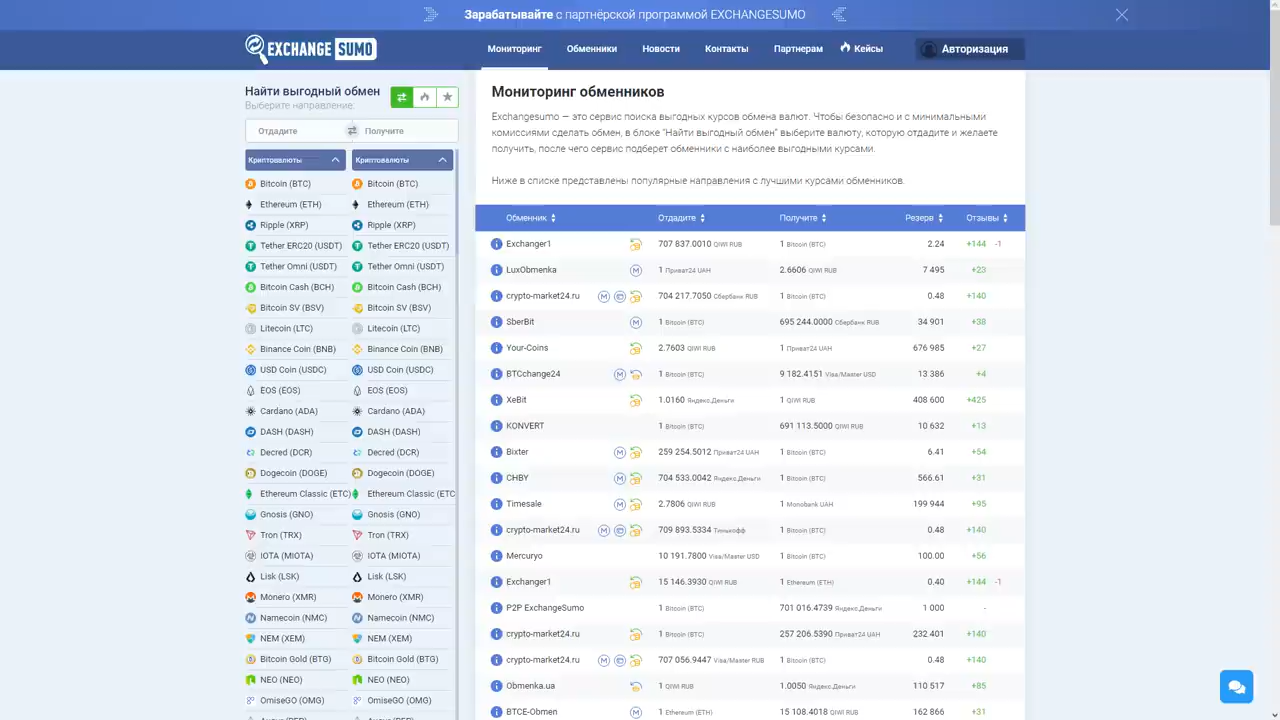 Зарабатывайте с партнёрской программой EXCHANGESUMO
EXCHANGE SUMO
Мониторинг Обменники Новости Контакты Партнерам Кейсы Авторизация
Найти выгодный обмен
Выберите направление:
Отдадите Получите
Криптовалюты Криптовалюты
Bitcoin (BTC) Bitcoin (BTC)
Ethereum (ETH) Ethereum (ETH)
Ripple (XRP) Ripple (XRP)
Tether ERC20 (USDT) Tether ERC20 (USDT)
Tether Omni (USDT) Tether Omni (USDT)
Bitcoin Cash (BCH) Bitcoin Cash (BCH)
Bitcoin SV (BSV) Bitcoin SV (BSV)
Litecoin (LTC) Litecoin (LTC)
Binance Coin (BNB) Binance Coin (BNB)
USD Coin (USDC) USD Coin (USDC)
EOS (EOS) EOS (EOS)
Cardano (ADA) Cardano (ADA)
DASH (DASH) DASH (DASH)
Decred (DCR) Decred (DCR)
Dogecoin (DOGE) Dogecoin (DOGE)
Ethereum Classic (ETC) Ethereum Classic (ETC
Gnosis (GNO) Gnosis (GNO)
Tron (TRX) Tron (TRX)
IOTA (MIOTA) IOTA (MIOTA)
Lisk (LSK) Lisk (LSK)
Monero (XMR) Monero (XMR)
Namecoin (NMC) Namecoin (NMC)
NEM (XEM) NEM (XEM)
Bitcoin Gold (BTG) Bitcoin Gold (BTG)
NEO (NEO) NEO (NEO)
OmiseGO (OMG) OmiseGO (OMG)
Мониторинг обменников
Exchangesumo — это сервис поиска выгодных курсов обмена валют. Чтобы безопасно и с минимальными
комиссиями сделать обмен, в блоке "Найти выгодный обмен" выберите валюту, которую отдадите и желаете
получить, после чего сервис подберет обменники с наиболее выгодными курсами.
Ниже в списке представлены популярные направления с лучшими курсами обменников.
Обменник Отдадите Получите Резерв Отзывы
Exchanger1 707 837.0010 QIWI RUB 1 Bitcoin (BTC) 2.24 +144 -1
LuxObmenka M 1 Приват24 UAH 2.6606 QIWI RUB 7 495 +23
crypto-market24.ru M 704 217.7050 Сбербанк RUB 1 Bitcoin (BTC) 0.48 +140
SberBit M 1 Bitcoin (BTC) 695 244.0000 Сбербанк RUB 34 901 +38
Your-Coins 2.7603 QIWI RUB 1 Приват24 UAH 676 985 +27
BTCchange24 M 1 Bitcoin (BTC) 9 182.4151 Visa/Master USD 13 386 +4
XeBit 1.0160 Яндекс.Деньги 1 QIWI RUB 408 600 +425
KONVERT 1 Bitcoin (BTC) 691 113.5000 QIWI RUB 10 632 +13
Bixter M 259 254.5012 Приват24 UAH 1 Bitcoin (BTC) 6.41 +54
CHBY M 704 533.0042 Яндекс.Деньги 1 Bitcoin (BTC) 566.61 +31
Timesale M 2.7806 QIWI RUB 1 Monobank UAH 199 944 +95
crypto-market24.ru M 709 893.5334 Тинькофф 1 Bitcoin (BTC) 0.48 +140
Mercuryo 10 191.7800 Visa/Master USD 1 Bitcoin (BTC) 100.00 +56
Exchanger1 15 146.3930 QIWI RUB 1 Ethereum (ETH) 0.40 +144 -1
P2P ExchangeSumo 1 Bitcoin (BTC) 701 016.4739 Яндекс.Деньги 1 000 -
crypto-market24.ru 1 Bitcoin (BTC) 257 206.5390 Приват24 UAH 232 401 +140
crypto-market24.ru M 707 056.9447 Visa/Master RUB 1 Bitcoin (BTC) 0.48 +140
Obmenka.ua 1 QIWI RUB 1.0050 Яндекс.Деньги 110 517 +85
BTCE-Obmen M 1 Ethereum (ETH) 15 108.4018 QIWI RUB 162 866 +31